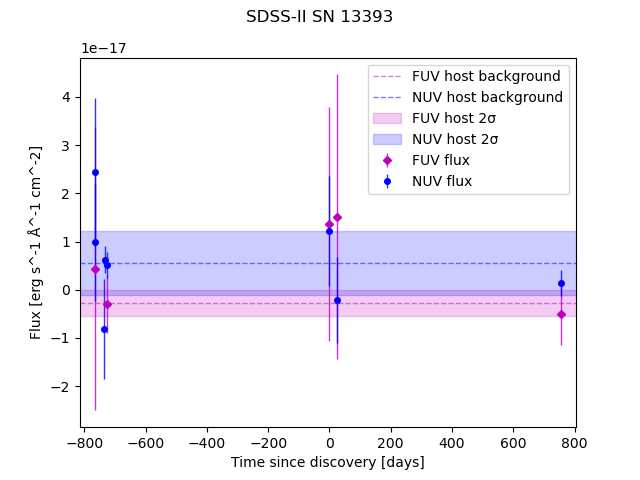 SDSS-II SN 13393
1e−17
FUV host background
NUV host background
FUV host 2σ
NUV host 2σ
FUV flux
NUV flux
4
3
2
1
0
−1
−2
Flux [erg s^-1 Å^-1 cm^-2]
−800 −600 −400 −200 0 200 400 600 800
Time since discovery [days]